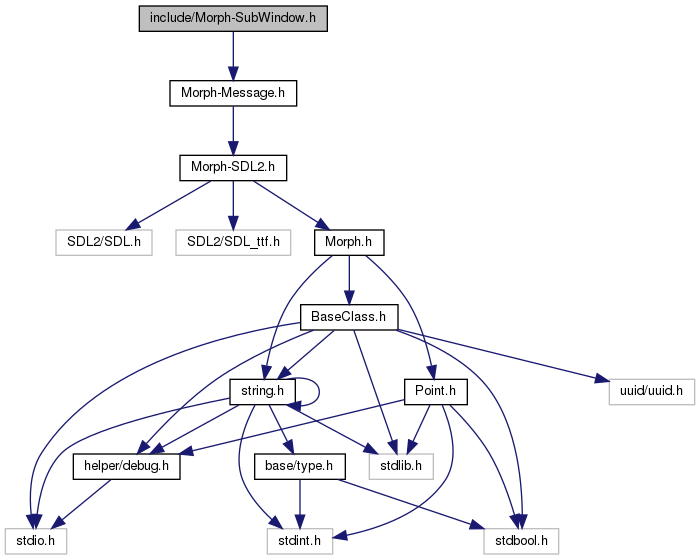 include/Morph-SubWindow.h
Morph-Message.h
Morph-SDL2.h
SDL2/SDL.h
SDL2/SDL_ttf.h
Morph.h
BaseClass.h
string.h
Point.h
uuid/uuid.h
helper/debug.h
base/type.h
stdlib.h
stdio.h
stdint.h
stdbool.h